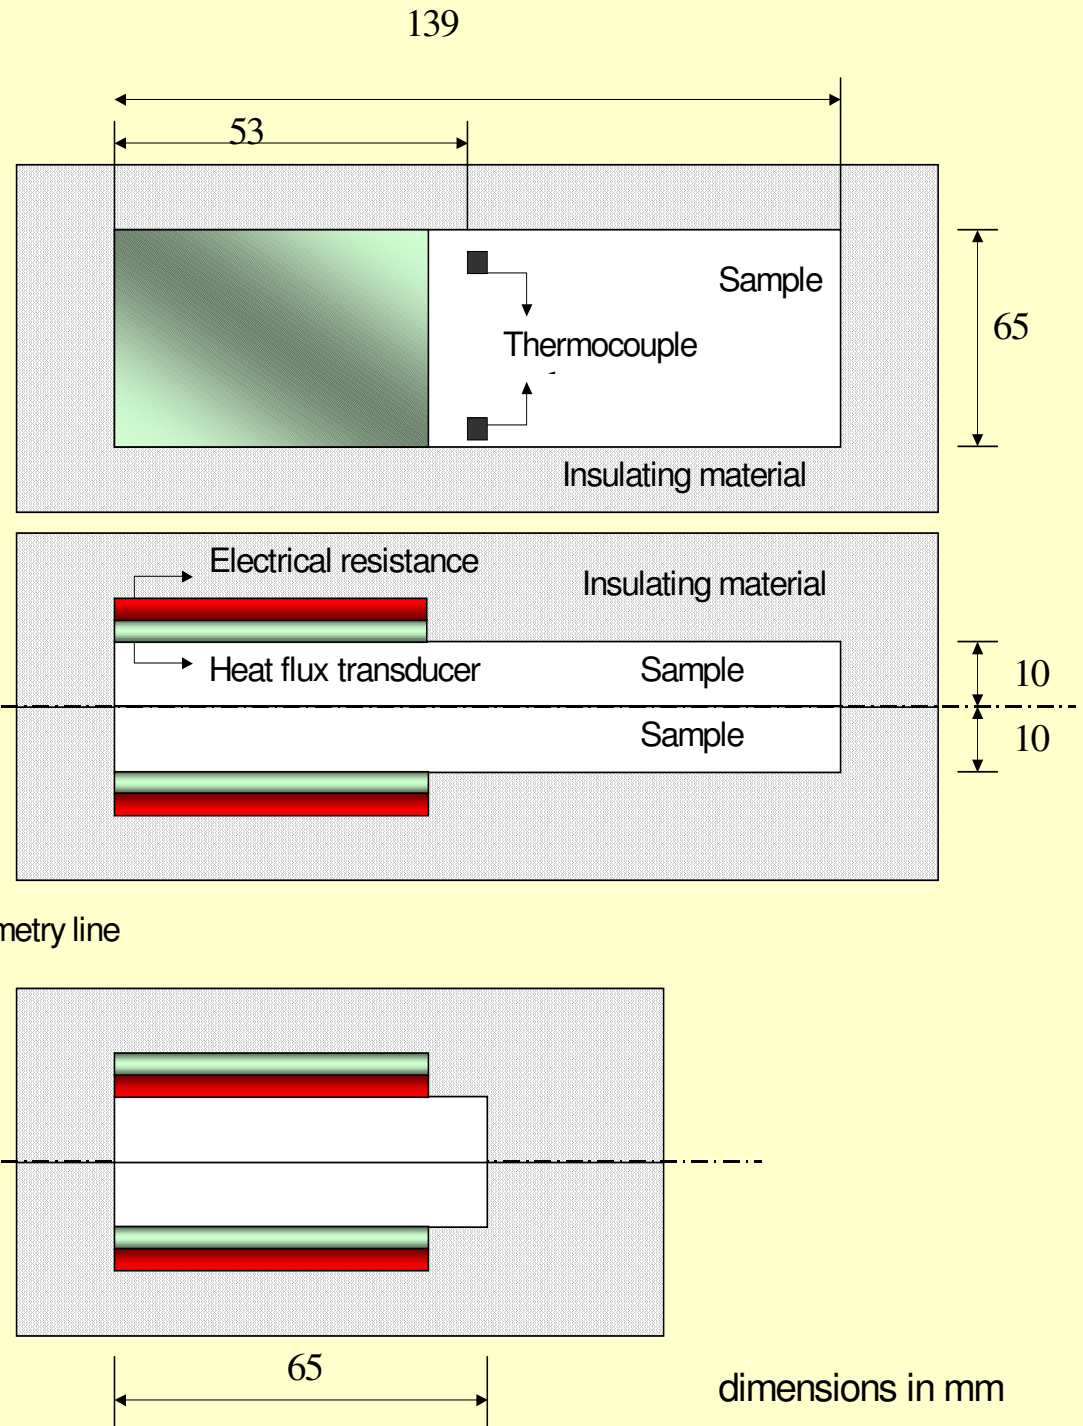 139
53
Sample
65
Thermocouple
Insulating material
Electrical resistance
Insulating material
Heat flux transducer
Sample
10
Sample
10
metry line
65
dimensions in mm